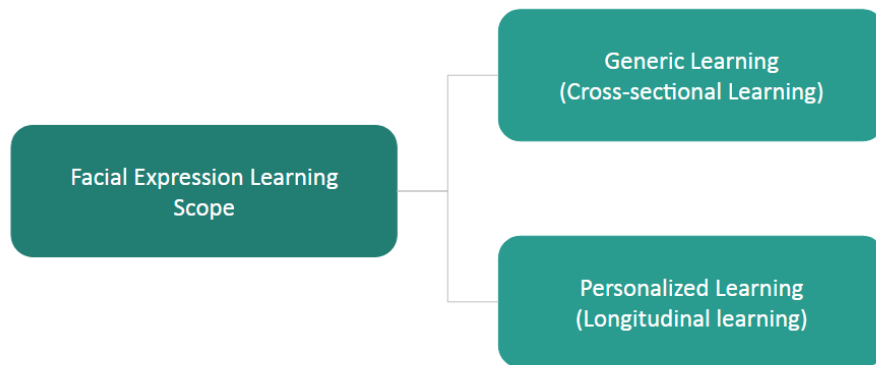 Generic Learning
(Cross-sectional Learning)
Facial Expression Learning
Scope
Personalized Learning
(Longitudinal learning)